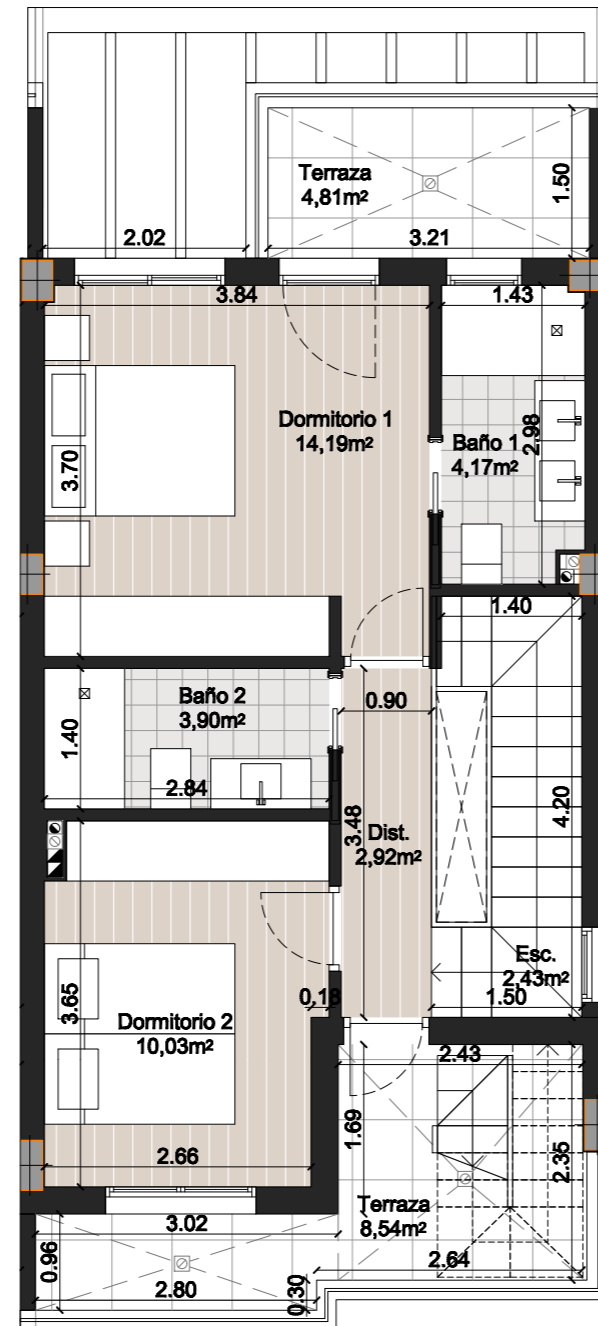 Terraza
4,81m²
1.50
2.02
3.21
3.84
1.43
Dormitorio 1
14,19m²
3.70
Baño 1
4,17m²
2.98
1.40
Baño 2
3,90m²
0.90
1.40
2.84
3.48
4.20
Dist.
2,92m²
Esc.
2,43m²
3.65
0,18
1.50
Dormitorio 2
10,03m²
2.43
1.69
2.35
2.66
Terraza
8,54m²
3.02
0.96
2.64
2.80
0.30